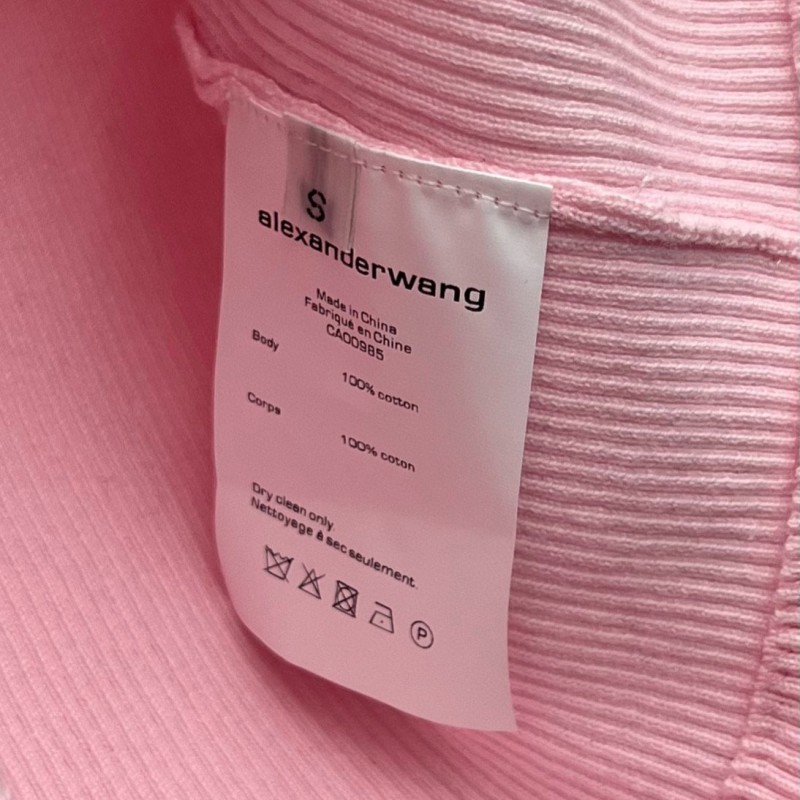 S
alexanderwang
Made in China
Fabriqué en Chine
CA00985
Body
100% cotton
Corps
100% coton
Dry clean only.
Nettoyage á sec seulement.
P